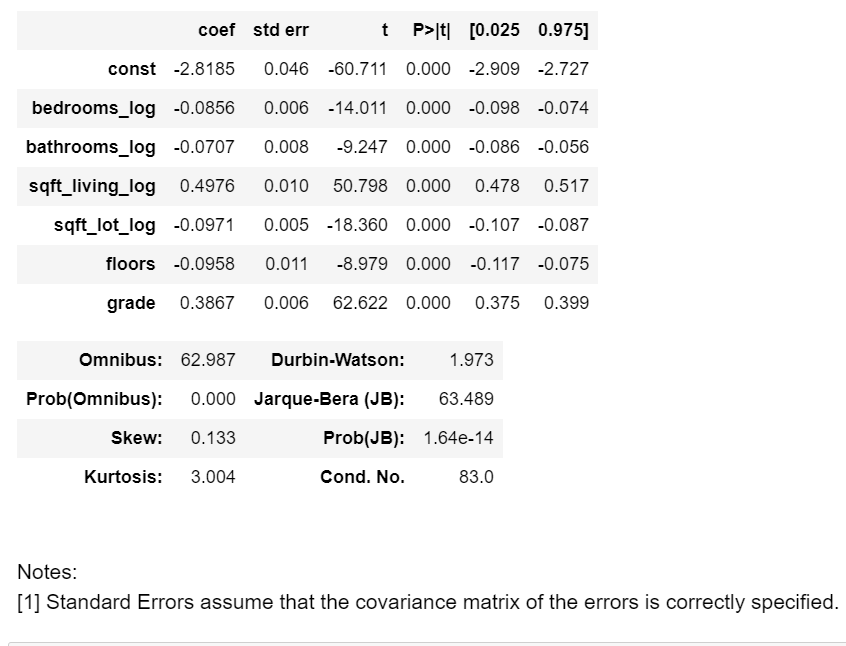 coef std err t P>|t| [0.025 0.975]
const -2.8185 0.046 -60.711 0.000 -2.909 -2.727
bedrooms_log -0.0856 0.006 -14.011 0.000 -0.098 -0.074
bathrooms_log -0.0707 0.008 -9.247 0.000 -0.086 -0.056
sqft_living_log 0.4976 0.010 50.798 0.000 0.478 0.517
sqft_lot_log -0.0971 0.005 -18.360 0.000 -0.107 -0.087
floors -0.0958 0.011 -8.979 0.000 -0.117 -0.075
grade 0.3867 0.006 62.622 0.000 0.375 0.399
Omnibus: 62.987 Durbin-Watson: 1.973
Prob(Omnibus): 0.000 Jarque-Bera (JB): 63.489
Skew: 0.133 Prob(JB): 1.64e-14
Kurtosis: 3.004 Cond. No. 83.0
Notes:
[1] Standard Errors assume that the covariance matrix of the errors is correctly specified.